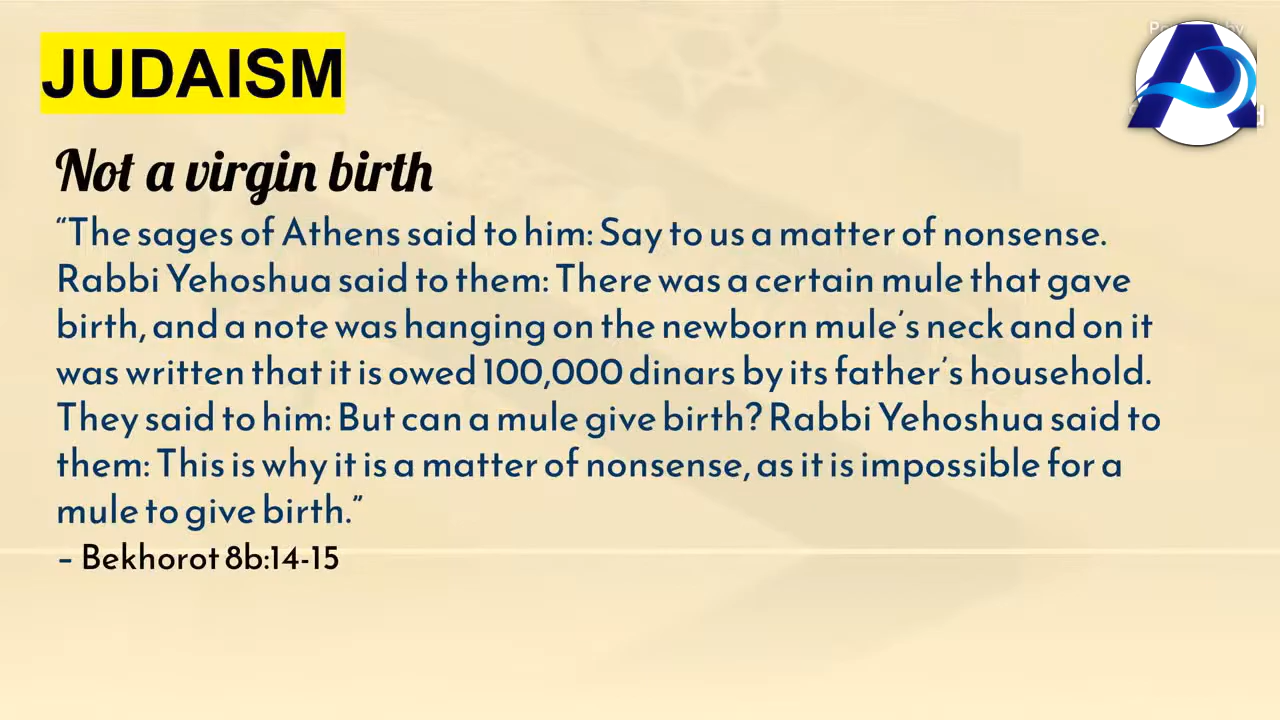 JUDAISM
Not a virgin birth
“The sages of Athens said to him: Say to us a matter of nonsense.
Rabbi Yehoshua said to them: There was a certain mule that gave
birth, and a note was hanging on the newborn mule’s neck and on it
was written that it is owed 100,000 dinars by its father’s household.
They said to him: But can a mule give birth? Rabbi Yehoshua said to
them: This is why it is a matter of nonsense, as it is impossible for a
mule to give birth.”
– Bekhorot 8b:14-15